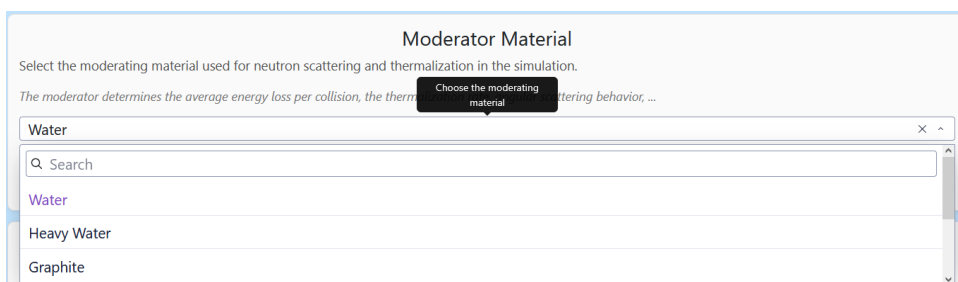 Moderator Material
Select the moderating material used for neutron scattering and thermalization in the simulation.
Choose the moderating
material
The moderator determines the average energy loss per collision, the therm scattering behavior, ...
Water
Search
Water
Heavy Water
Graphite